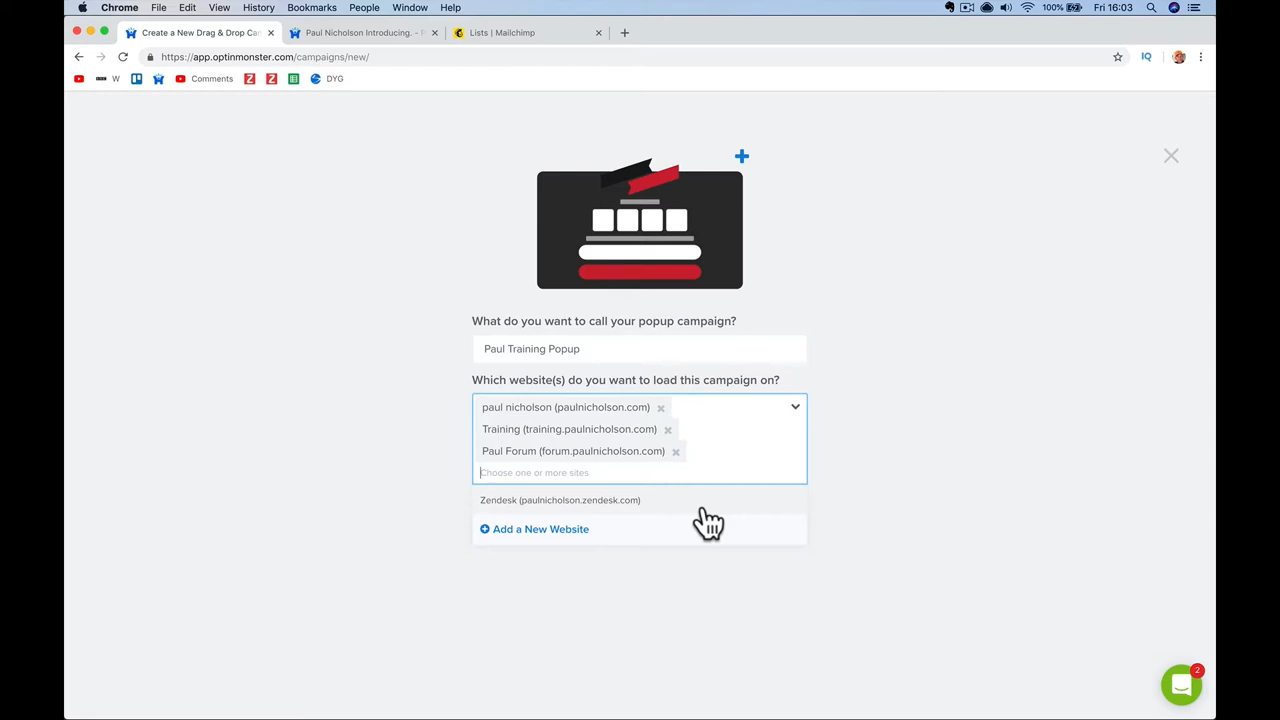 Chrome File Edit View History Bookmarks People Window Help 100% Fri 16:03
Create a New Drag & Drop Ca Paul Nicholson Introducing. - Lists | Mailchimp
https://app.optinmonster.com/campaigns/new/
W Comments Z Z DYG IQ
What do you want to call your popup campaign?
Paul Training Popup
Which website(s) do you want to load this campaign on?
paul nicholson (paulnicholson.com)
Training (training.paulnicholson.com)
Paul Forum (forum.paulnicholson.com)
Choose one or more sites
Zendesk (paulnicholson.zendesk.com)
Add a New Website
2